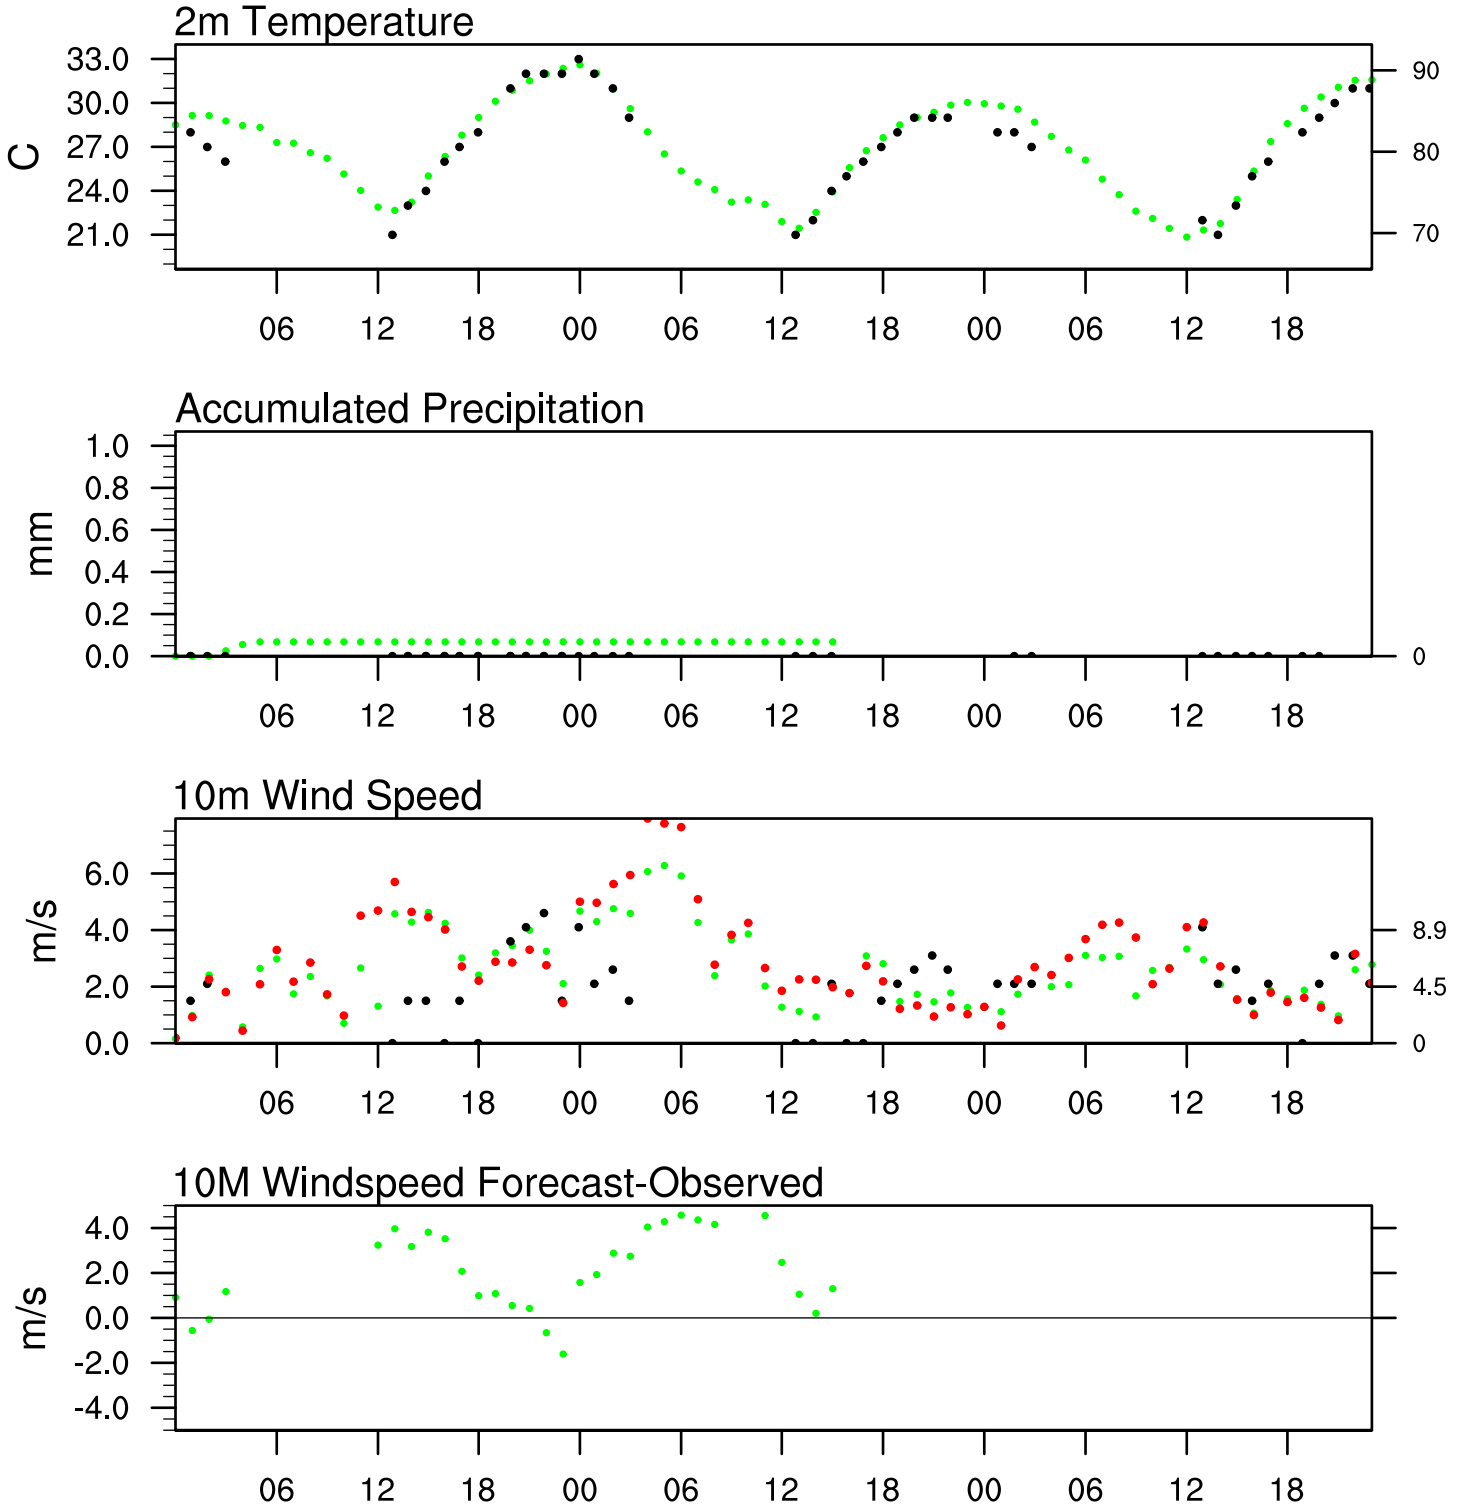 2m Temperature
33.0
30.0
27.0
24.0
21.0
C
90
80
70
06 12 18 00 06 12 18 00 06 12 18
Accumulated Precipitation
1.0
0.8
0.6
0.4
0.2
0.0
mm
0
06 12 18 00 06 12 18 00 06 12 18
10m Wind Speed
6.0
4.0
2.0
0.0
m/s
8.9
4.5
0
06 12 18 00 06 12 18 00 06 12 18
10M Windspeed Forecast-Observed
4.0
2.0
0.0
-2.0
-4.0
m/s
06 12 18 00 06 12 18 00 06 12 18